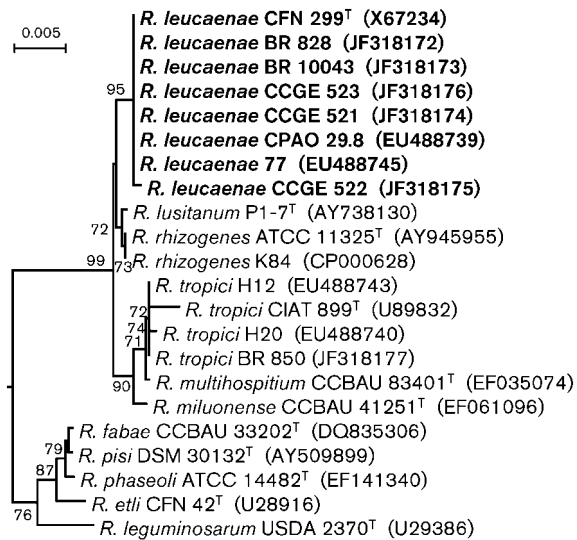 0.005
R. leucaenae CFN 299ᵀ (X67234)
R. leucaenae BR 828 (JF318172)
R. leucaenae BR 10043 (JF318173)
95
R. leucaenae CCGE 523 (JF318176)
R. leucaenae CCGE 521 (JF318174)
R. leucaenae CPAO 29.8 (EU488739)
R. leucaenae 77 (EU488745)
R. leucaenae CCGE 522 (JF318175)
R. lusitanum P1-7ᵀ (AY738130)
72
R. rhizogenes ATCC 11325ᵀ (AY945955)
99
73
R. rhizogenes K84 (CP000628)
R. tropici H12 (EU488743)
72
R. tropici CIAT 899ᵀ (U89832)
74
R. tropici H20 (EU488740)
71
R. tropici BR 850 (JF318177)
90
R. multihospitium CCBAU 83401ᵀ (EF035074)
R. miluonense CCBAU 41251ᵀ (EF061096)
R. fabae CCBAU 33202ᵀ (DQ835306)
79
R. pisi DSM 30132ᵀ (AY509899)
87
R. phaseoli ATCC 14482ᵀ (EF141340)
R. etli CFN 42ᵀ (U28916)
76
R. leguminosarum USDA 2370ᵀ (U29386)